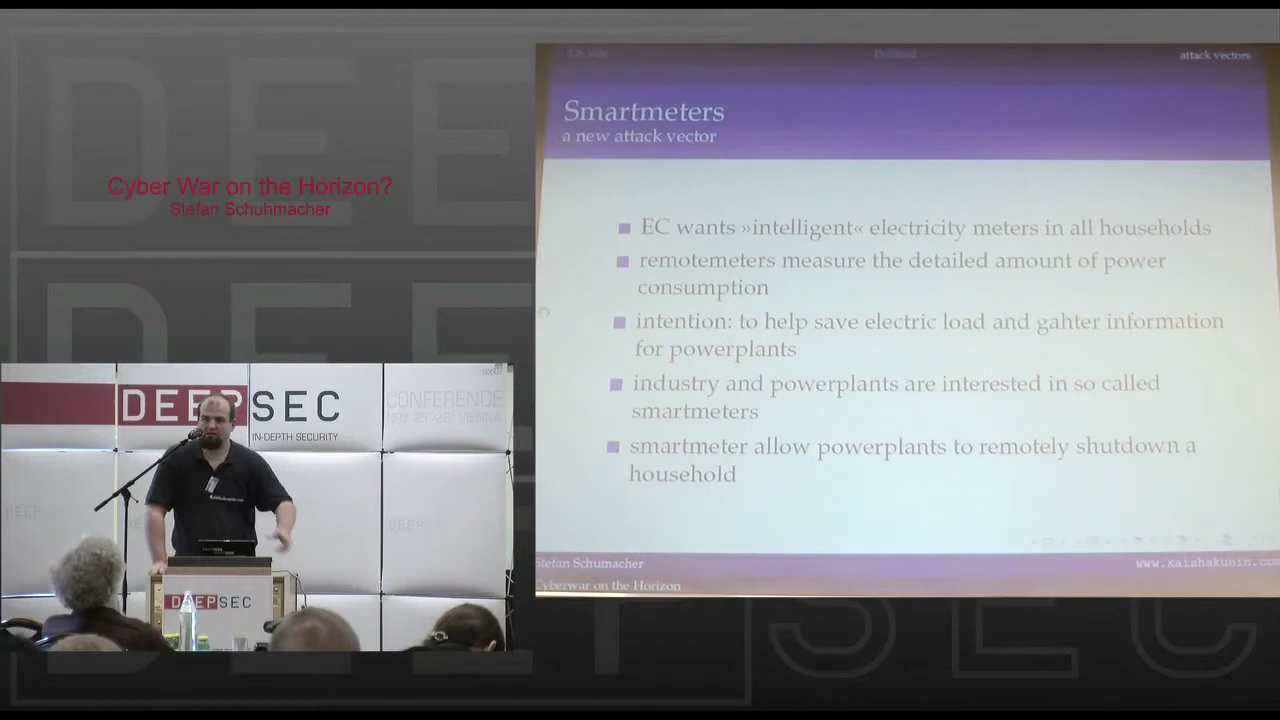 Cyber War on the Horizon?
Stefan Schuhmacher
attack vectors
Smartmeters
a new attack vector
■ EC wants »intelligent« electricity meters in all households
■ remotemeters measure the detailed amount of power
consumption
■ intention: to help save electric load and gahter information
for powerplants
■ industry and powerplants are interested in so called
smartmeters
■ smartmeter allow powerplants to remotely shutdown a
household
Stefan Schumacher
www.kaishakunin.com
Cyberwar on the Horizon
DEEPSEC
IN-DEPTH SECURITY
CONFERENCE
DEEPSEC
DEEP
SEC